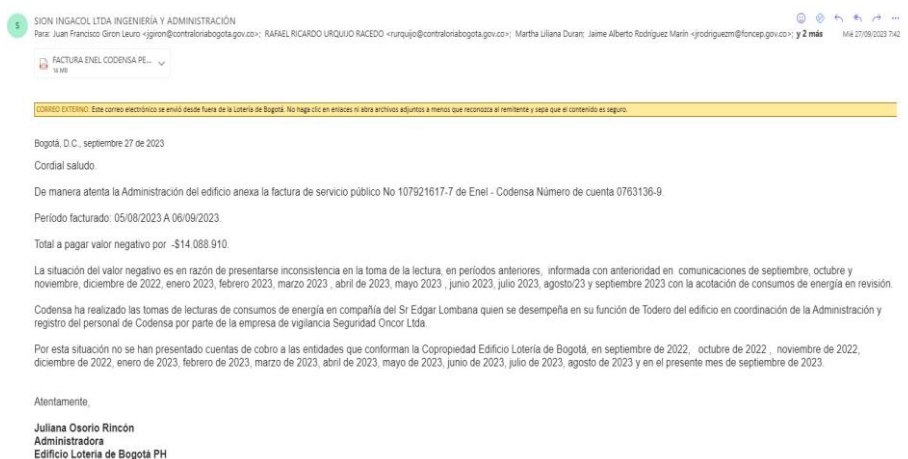 S
SION INGACOL LTDA INGENIERÍA Y ADMINISTRACIÓN
Para: Juan Francisco Giron Leuro <jgiron@contraloriabogota.gov.co>; RAFAEL RICARDO URQUIJO RACEDO <rurquijo@contraloriabogota.gov.co>; Martha Liliana Duran; Jaime Alberto Rodriguez Marin <jrodriguezm@foncep.gov.co>; y 2 más
Mié 27/09/2023 7:42
FACTURA ENEL CODENSA PE...
CORREO EXTERNO: Este correo electrónico se envió desde fuera de la Lotería de Bogotá. No haga clic en enlaces ni abra archivos adjuntos a menos que reconozca al remitente y sepa que el contenido es seguro.
Bogotá, D.C., septiembre 27 de 2023
Cordial saludo.
De manera atenta la Administración del edificio anexa la factura de servicio público No 107921617-7 de Enel - Codensa Número de cuenta 0763136-9.
Período facturado: 05/08/2023 A 06/09/2023.
Total a pagar valor negativo por -$14.088.910.
La situación del valor negativo es en razón de presentarse inconsistencia en la toma de la lectura, en períodos anteriores, informada con anterioridad en comunicaciones de septiembre, octubre y
noviembre, diciembre de 2022, enero 2023, febrero 2023, marzo 2023 , abril de 2023, mayo 2023 , junio 2023, julio 2023, agosto/23 y septiembre 2023 con la acotación de consumos de energía en revisión.
Codensa ha realizado las tomas de lecturas de consumos de energía en compañía del Sr Edgar Lombana quien se desempeña en su función de Todero del edificio en coordinación de la Administración y
registro del personal de Codensa por parte de la empresa de vigilancia Seguridad Oncor Ltda.
Por esta situación no se han presentado cuentas de cobro a las entidades que conforman la Copropiedad Edificio Lotería de Bogotá, en septiembre de 2022, octubre de 2022 , noviembre de 2022,
diciembre de 2022, enero de 2023, febrero de 2023, marzo de 2023, abril de 2023, mayo de 2023, junio de 2023, julio de 2023, agosto de 2023 y en el presente mes de septiembre de 2023.
Atentamente,
Juliana Osorio Rincón
Administradora
Edificio Lotería de Bogotá PH